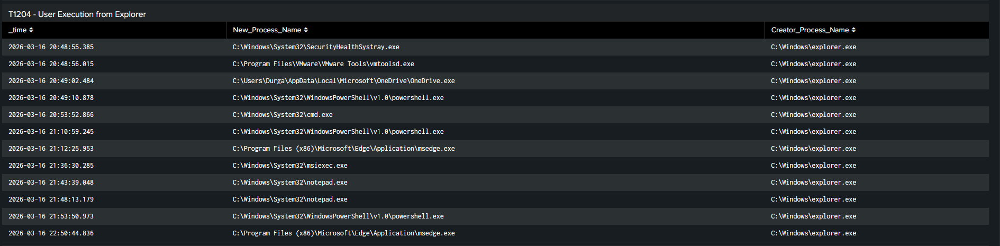 T1204 - User Execution from Explorer
_time New_Process_Name Creator_Process_Name
2026-03-16 20:48:55.385 C:\Windows\System32\SecurityHealthSystray.exe C:\Windows\explorer.exe
2026-03-16 20:48:56.015 C:\Program Files\VMware\VMware Tools\vmtoolsd.exe C:\Windows\explorer.exe
2026-03-16 20:49:02.484 C:\Users\Durga\AppData\Local\Microsoft\OneDrive\OneDrive.exe C:\Windows\explorer.exe
2026-03-16 20:49:10.878 C:\Windows\System32\WindowsPowerShell\v1.0\powershell.exe C:\Windows\explorer.exe
2026-03-16 20:53:52.866 C:\Windows\System32\cmd.exe C:\Windows\explorer.exe
2026-03-16 21:10:59.245 C:\Windows\System32\WindowsPowerShell\v1.0\powershell.exe C:\Windows\explorer.exe
2026-03-16 21:12:25.953 C:\Program Files (x86)\Microsoft\Edge\Application\msedge.exe C:\Windows\explorer.exe
2026-03-16 21:36:30.285 C:\Windows\System32\msiexec.exe C:\Windows\explorer.exe
2026-03-16 21:43:39.048 C:\Windows\System32\notepad.exe C:\Windows\explorer.exe
2026-03-16 21:48:13.179 C:\Windows\System32\notepad.exe C:\Windows\explorer.exe
2026-03-16 21:53:50.973 C:\Windows\System32\WindowsPowerShell\v1.0\powershell.exe C:\Windows\explorer.exe
2026-03-16 22:50:44.836 C:\Program Files (x86)\Microsoft\Edge\Application\msedge.exe C:\Windows\explorer.exe